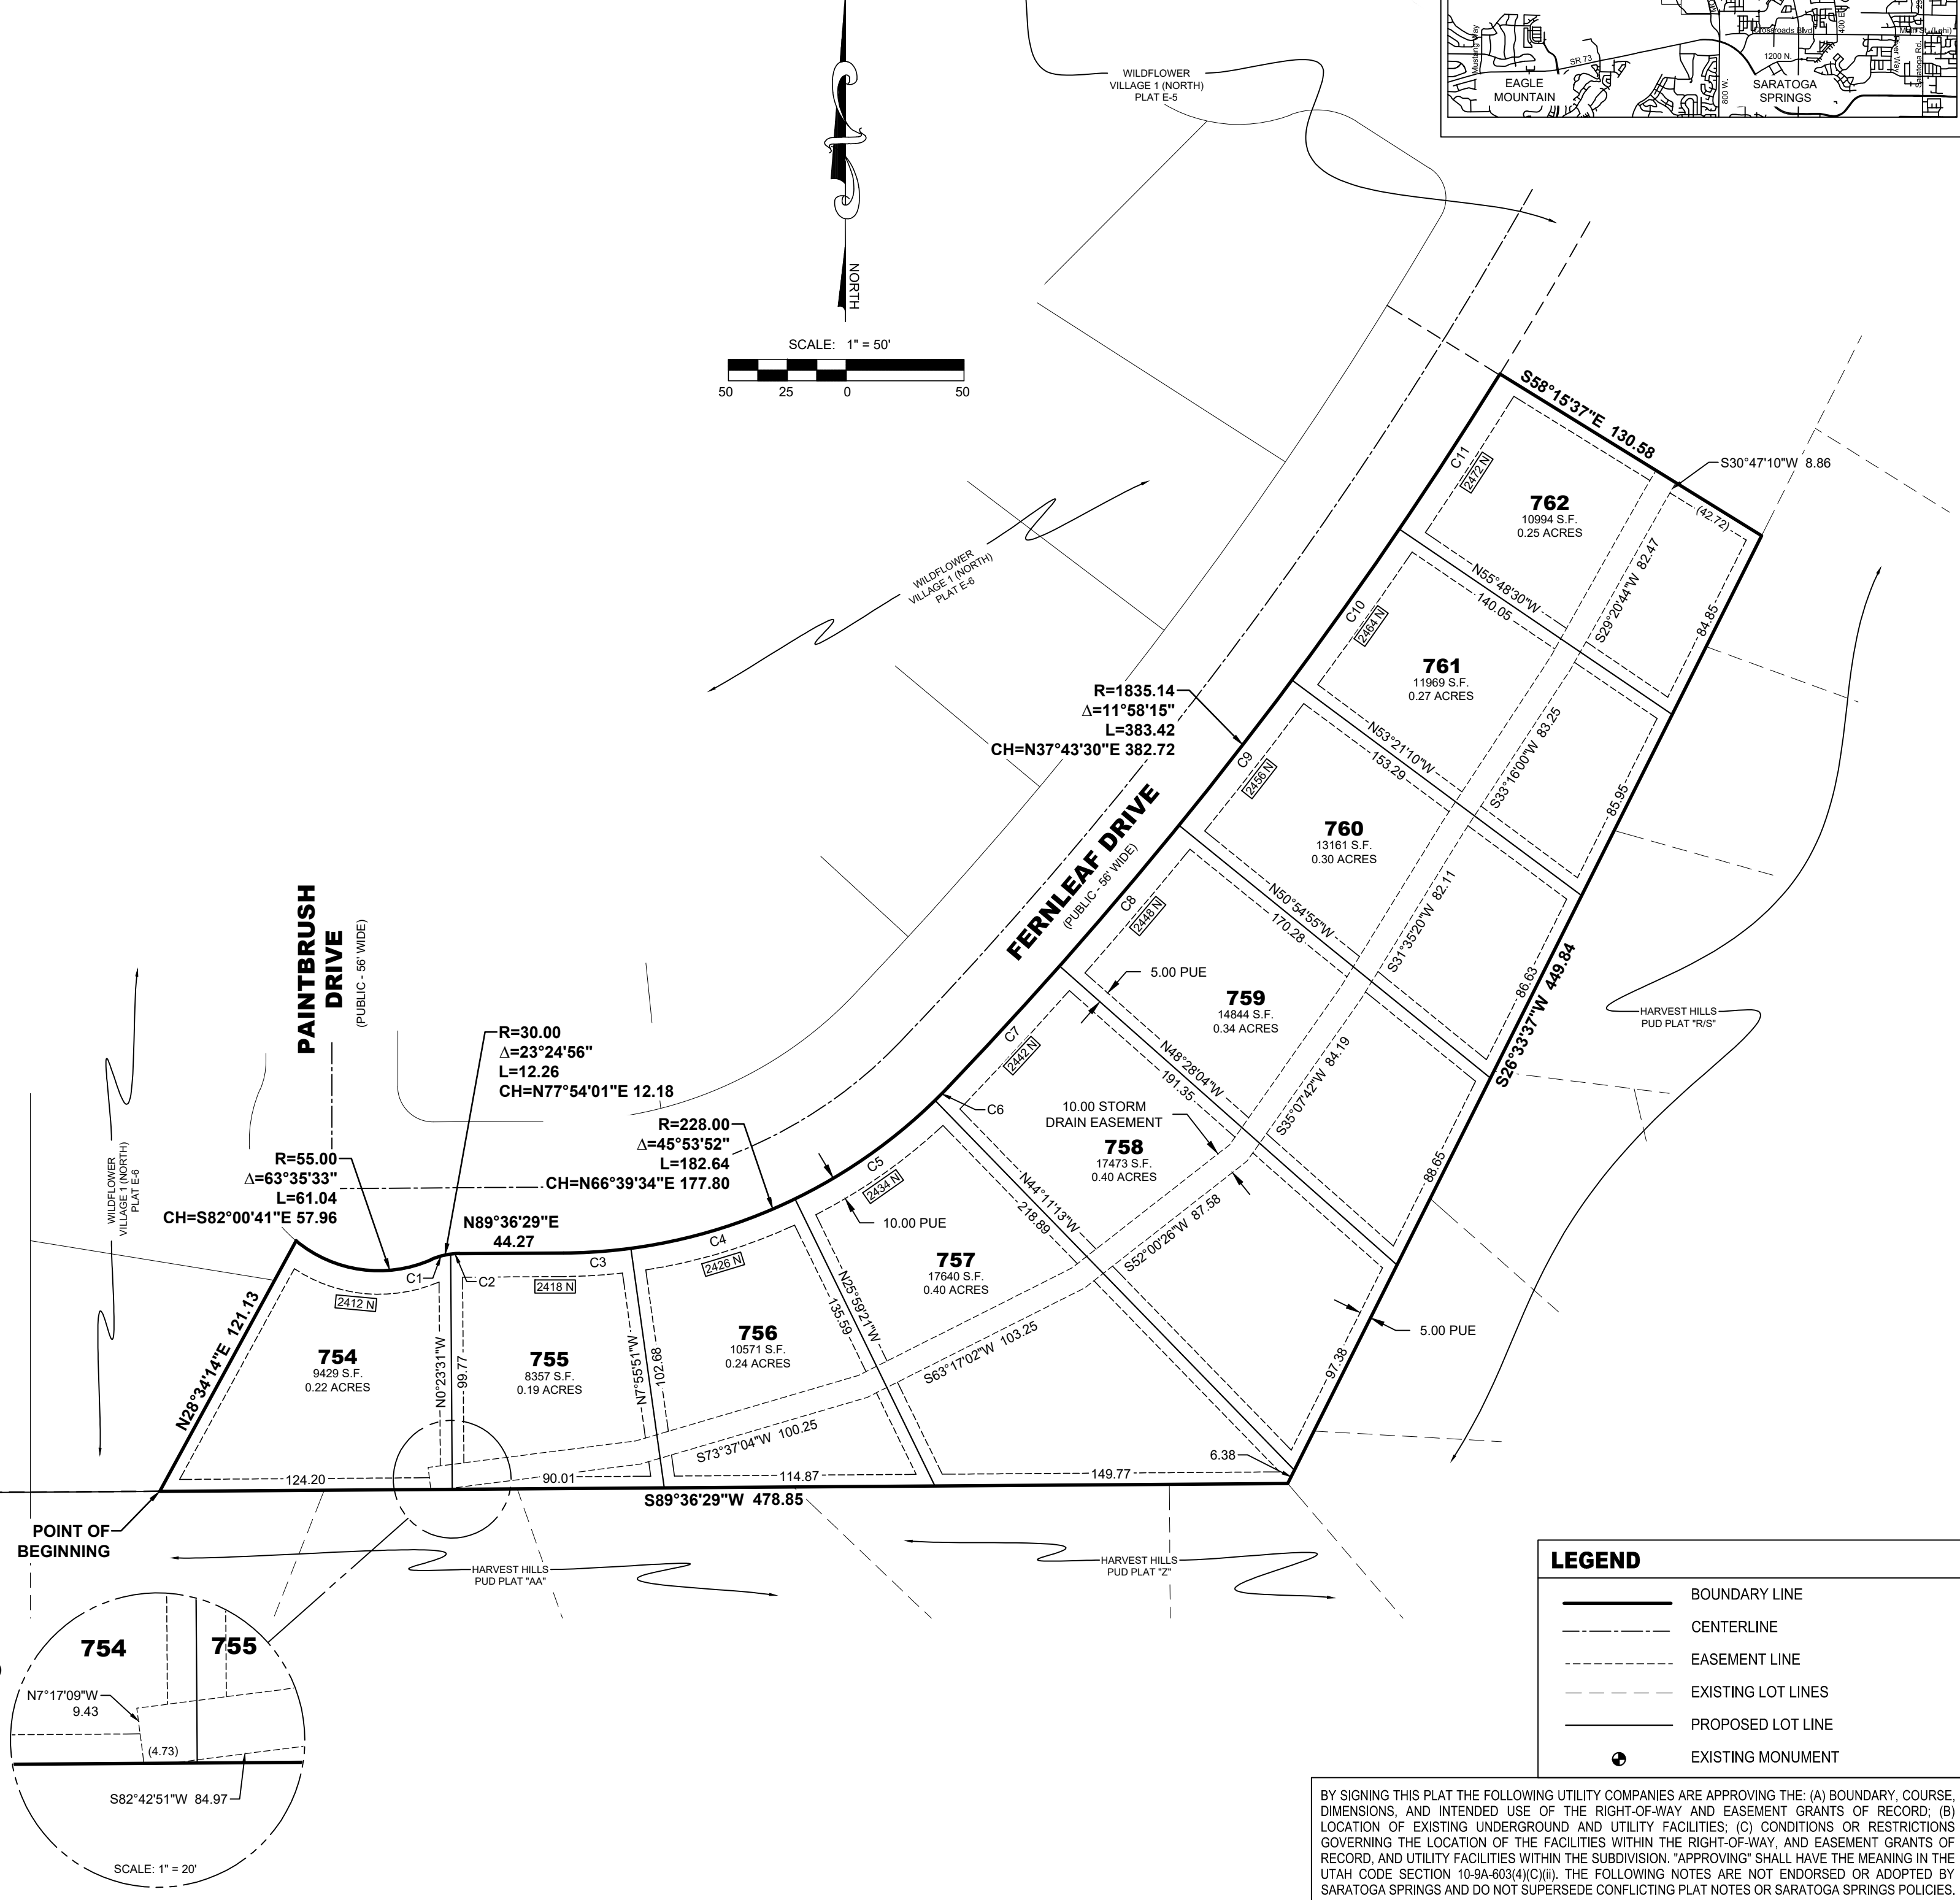 Mustang Way
SR 73
Crossroads Blvd
1200 N.
800 W.
400 E
Saratoga Rd.
EAGLE
MOUNTAIN
SARATOGA
SPRINGS
WILDFLOWER
VILLAGE 1 (NORTH)
PLAT E-5
NORTH
SCALE: 1" = 50'
50 25 0 50
S58°15'37"E 130.58
S30°47'10"W 8.86
(42.72)
C11
2472 N
762
10994 S.F.
0.25 ACRES
S29°20'44"W 82.47
84.85
N55°48'30"W
140.05
WILDFLOWER
VILLAGE 1 (NORTH)
PLAT E-6
C10
2464 N
761
11969 S.F.
0.27 ACRES
S33°16'00"W 83.25
85.95
N53°21'10"W
153.29
R=1835.14
Δ=11°58'15"
L=383.42
CH=N37°43'30"E 382.72
C9
2456 N
760
13161 S.F.
0.30 ACRES
S31°35'20"W 82.11
86.63
N50°54'55"W
170.28
FERNLEAF DRIVE
(PUBLIC - 56' WIDE)
C8
2448 N
5.00 PUE
759
14844 S.F.
0.34 ACRES
S35°07'42"W 84.19
88.65
S26°33'37"W 449.84
HARVEST HILLS
PUD PLAT "R/S"
N48°28'04"W
191.35
C7
2442 N
C6
10.00 STORM
DRAIN EASEMENT
758
17473 S.F.
0.40 ACRES
S52°00'26"W 87.58
97.38
5.00 PUE
N44°11'13"W
218.89
PAINTBRUSH
DRIVE
(PUBLIC - 56' WIDE)
R=30.00
Δ=23°24'56"
L=12.26
CH=N77°54'01"E 12.18
R=228.00
Δ=45°53'52"
L=182.64
CH=N66°39'34"E 177.80
R=55.00
Δ=63°35'33"
L=61.04
CH=S82°00'41"E 57.96
WILDFLOWER
VILLAGE 1 (NORTH)
PLAT E-6
N89°36'29"E
44.27
C5
2434 N
10.00 PUE
757
17640 S.F.
0.40 ACRES
S63°17'02"W 103.25
N25°59'21"W
135.59
C4
2426 N
756
10571 S.F.
0.24 ACRES
S73°37'04"W 100.25
N7°55'51"W
102.68
C3
C2
2418 N
755
8357 S.F.
0.19 ACRES
C1
2412 N
754
9429 S.F.
0.22 ACRES
N0°23'31"W
99.77
N28°34'14"E 121.13
124.20
90.01
114.87
149.77
6.38
S89°36'29"W 478.85
POINT OF
BEGINNING
HARVEST HILLS
PUD PLAT "AA"
HARVEST HILLS
PUD PLAT "Z"
754
755
N7°17'09"W
9.43
(4.73)
S82°42'51"W 84.97
SCALE: 1" = 20'
LEGEND
BOUNDARY LINE
CENTERLINE
EASEMENT LINE
EXISTING LOT LINES
PROPOSED LOT LINE
EXISTING MONUMENT
BY SIGNING THIS PLAT THE FOLLOWING UTILITY COMPANIES ARE APPROVING THE: (A) BOUNDARY, COURSE,
DIMENSIONS, AND INTENDED USE OF THE RIGHT-OF-WAY AND EASEMENT GRANTS OF RECORD; (B)
LOCATION OF EXISTING UNDERGROUND AND UTILITY FACILITIES; (C) CONDITIONS OR RESTRICTIONS
GOVERNING THE LOCATION OF THE FACILITIES WITHIN THE RIGHT-OF-WAY, AND EASEMENT GRANTS OF
RECORD, AND UTILITY FACILITIES WITHIN THE SUBDIVISION. "APPROVING" SHALL HAVE THE MEANING IN THE
UTAH CODE SECTION 10-9A-603(4)(C)(ii). THE FOLLOWING NOTES ARE NOT ENDORSED OR ADOPTED BY
SARATOGA SPRINGS AND DO NOT SUPERSEDE CONFLICTING PLAT NOTES OR SARATOGA SPRINGS POLICIES.